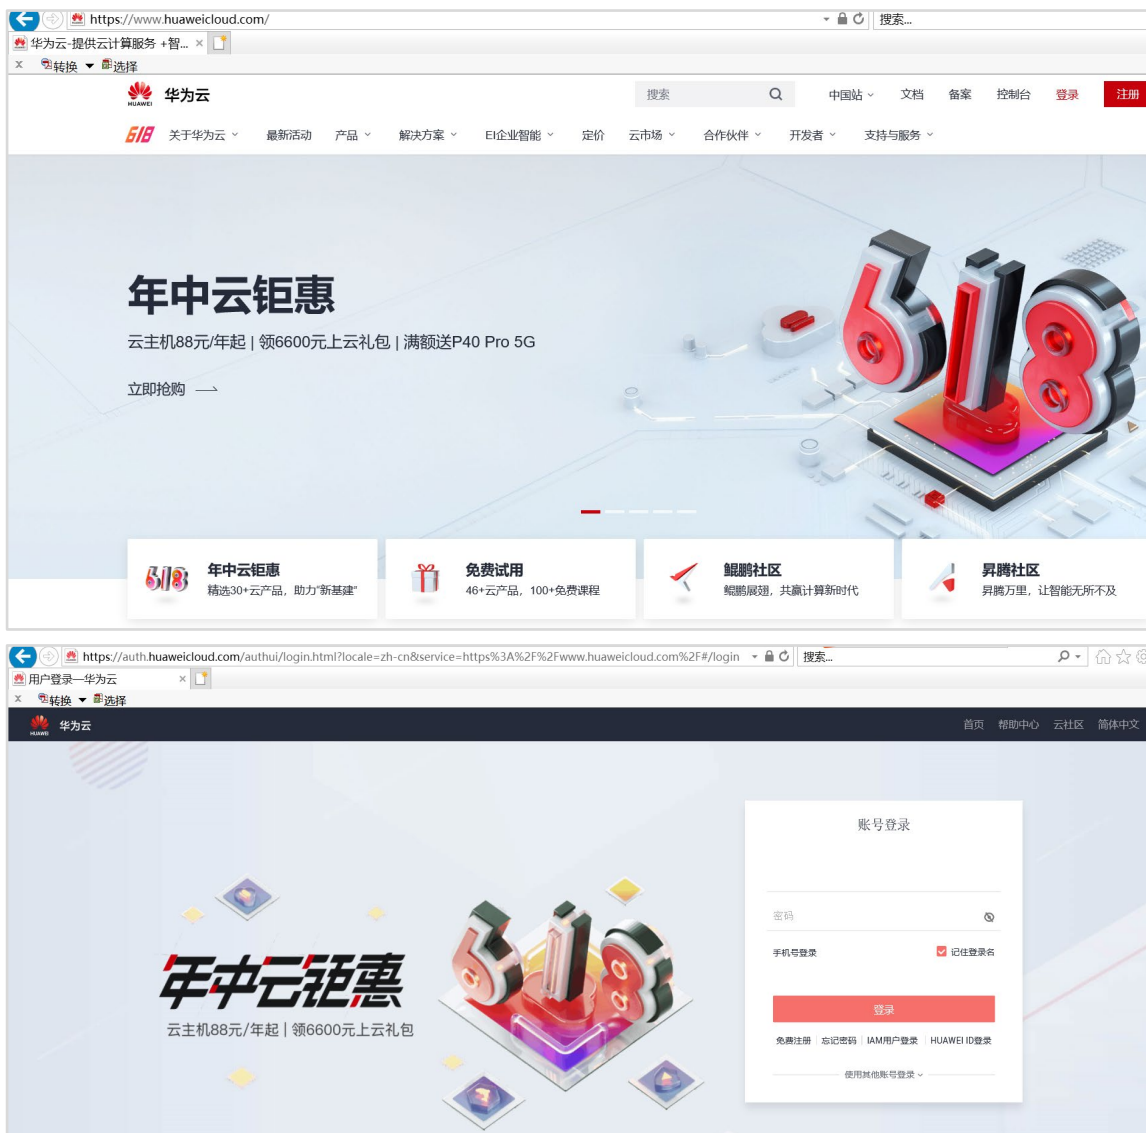 https://www.huaweicloud.com/ 搜索...
华为云-提供云计算服务 +智... ×
x 转换 ▼ 选择
HUAWEI 华为云 搜索 中国站 文档 备案 控制台 登录 注册
618 关于华为云 最新活动 产品 解决方案 EI企业智能 定价 云市场 合作伙伴 开发者 支持与服务
年中云钜惠
云主机88元/年起 | 领6600元上云礼包 | 满额送P40 Pro 5G
立即抢购
618
年中云钜惠 免费试用 鲲鹏社区 昇腾社区
精选30+云产品，助力“新基建” 46+云产品，100+免费课程 鲲鹏展翅，共赢计算新时代 昇腾万里，让智能无所不及
https://auth.huaweicloud.com/authui/login.html?locale=zh-cn&service=https%3A%2F%2Fwww.huaweicloud.com%2F#/login 搜索...
用户登录—华为云 ×
x 转换 ▼ 选择
HUAWEI 华为云 首页 帮助中心 云社区 简体中文
账号登录
密码
手机号登录 记住登录名
登录
免费注册 | 忘记密码 | IAM用户登录 | HUAWEI ID登录
使用其他账号登录
年中云钜惠
云主机88元/年起 | 领6600元上云礼包
618